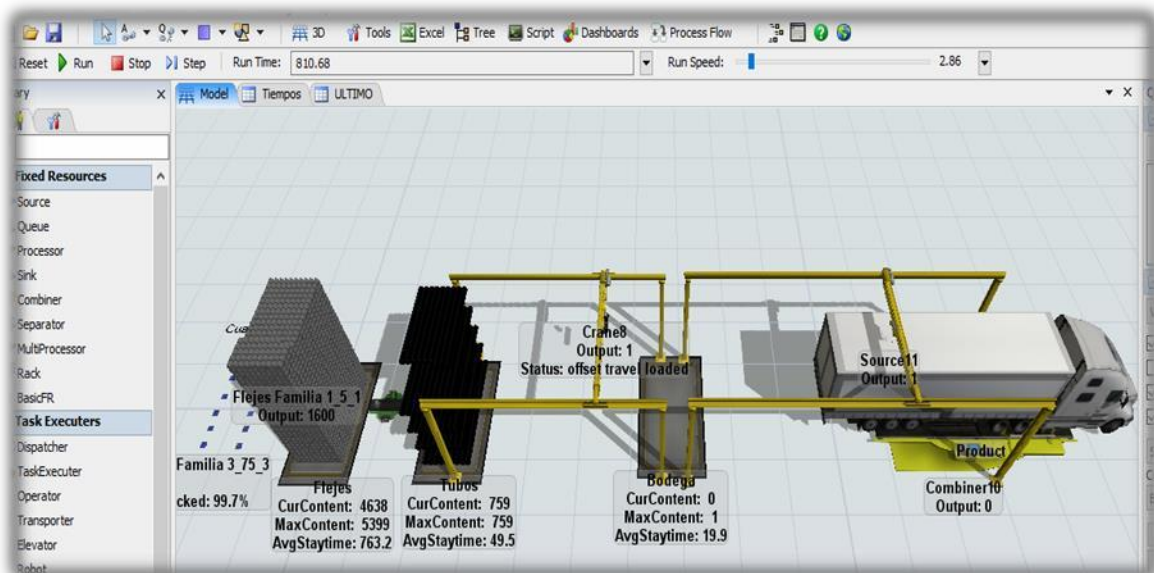 3D Tools Excel Tree Script Dashboards Process Flow
Reset Run Stop Step Run Time: 810.68 Run Speed: 2.86
Model Tiempos ULTIMO
Fixed Resources
Source
Queue
Processor
Sink
Combiner
Separator
MultiProcessor
Rack
BasicFR
Task Executers
Dispatcher
TaskExecuter
Operator
Transporter
Elevator
Robot
Flejes Familia 1_5_1
Output: 1600
Familia 3_75_3
cked: 99.7%
Flejes
CurContent: 4638
MaxContent: 5399
AvgStaytime: 763.2
Tubos
CurContent: 759
MaxContent: 759
AvgStaytime: 49.5
Crane8
Output: 1
Status: offset travel loaded
Bodega
CurContent: 0
MaxContent: 1
AvgStaytime: 19.9
Source11
Output: 1
Product
Combiner10
Output: 0